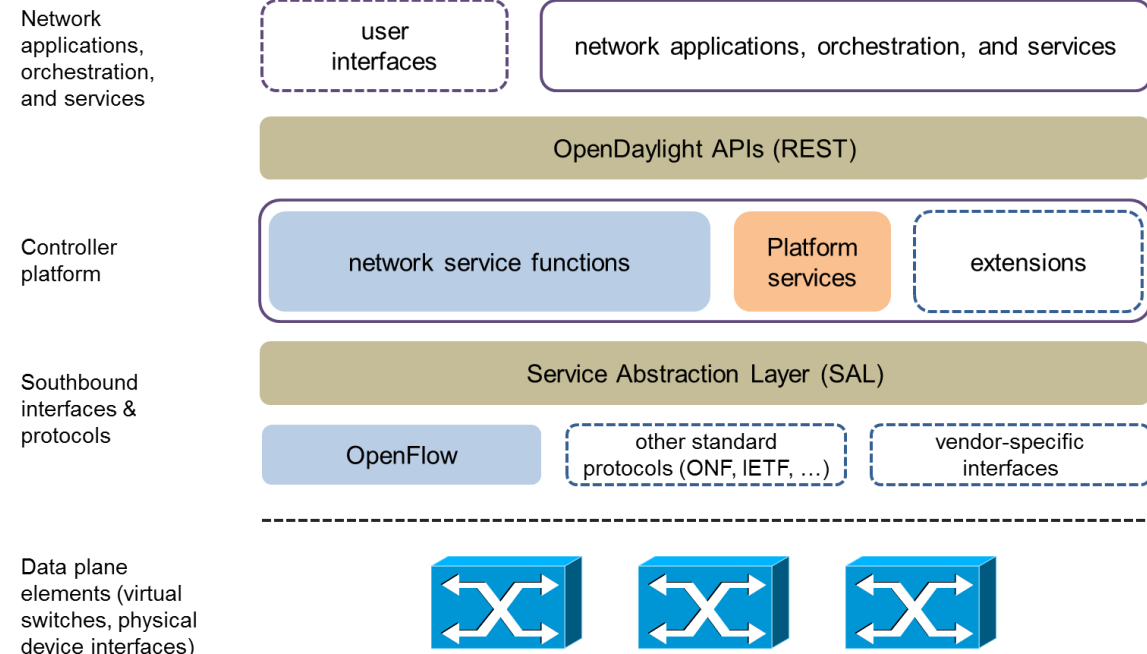 Network
applications,
orchestration,
and services
user
interfaces
network applications, orchestration, and services
OpenDaylight APIs (REST)
Controller
platform
network service functions
Platform
services
extensions
Southbound
interfaces &
protocols
Service Abstraction Layer (SAL)
OpenFlow
other standard
protocols (ONF, IETF, …)
vendor-specific
interfaces
Data plane
elements (virtual
switches, physical
device interfaces)